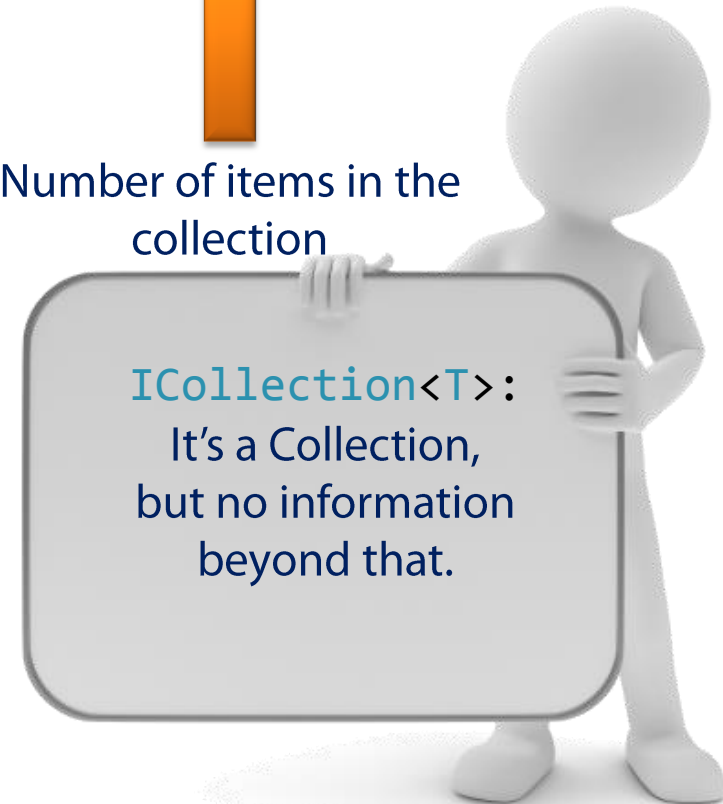 Number of items in the
collection
ICollection<T>:
It’s a Collection,
but no information
beyond that.